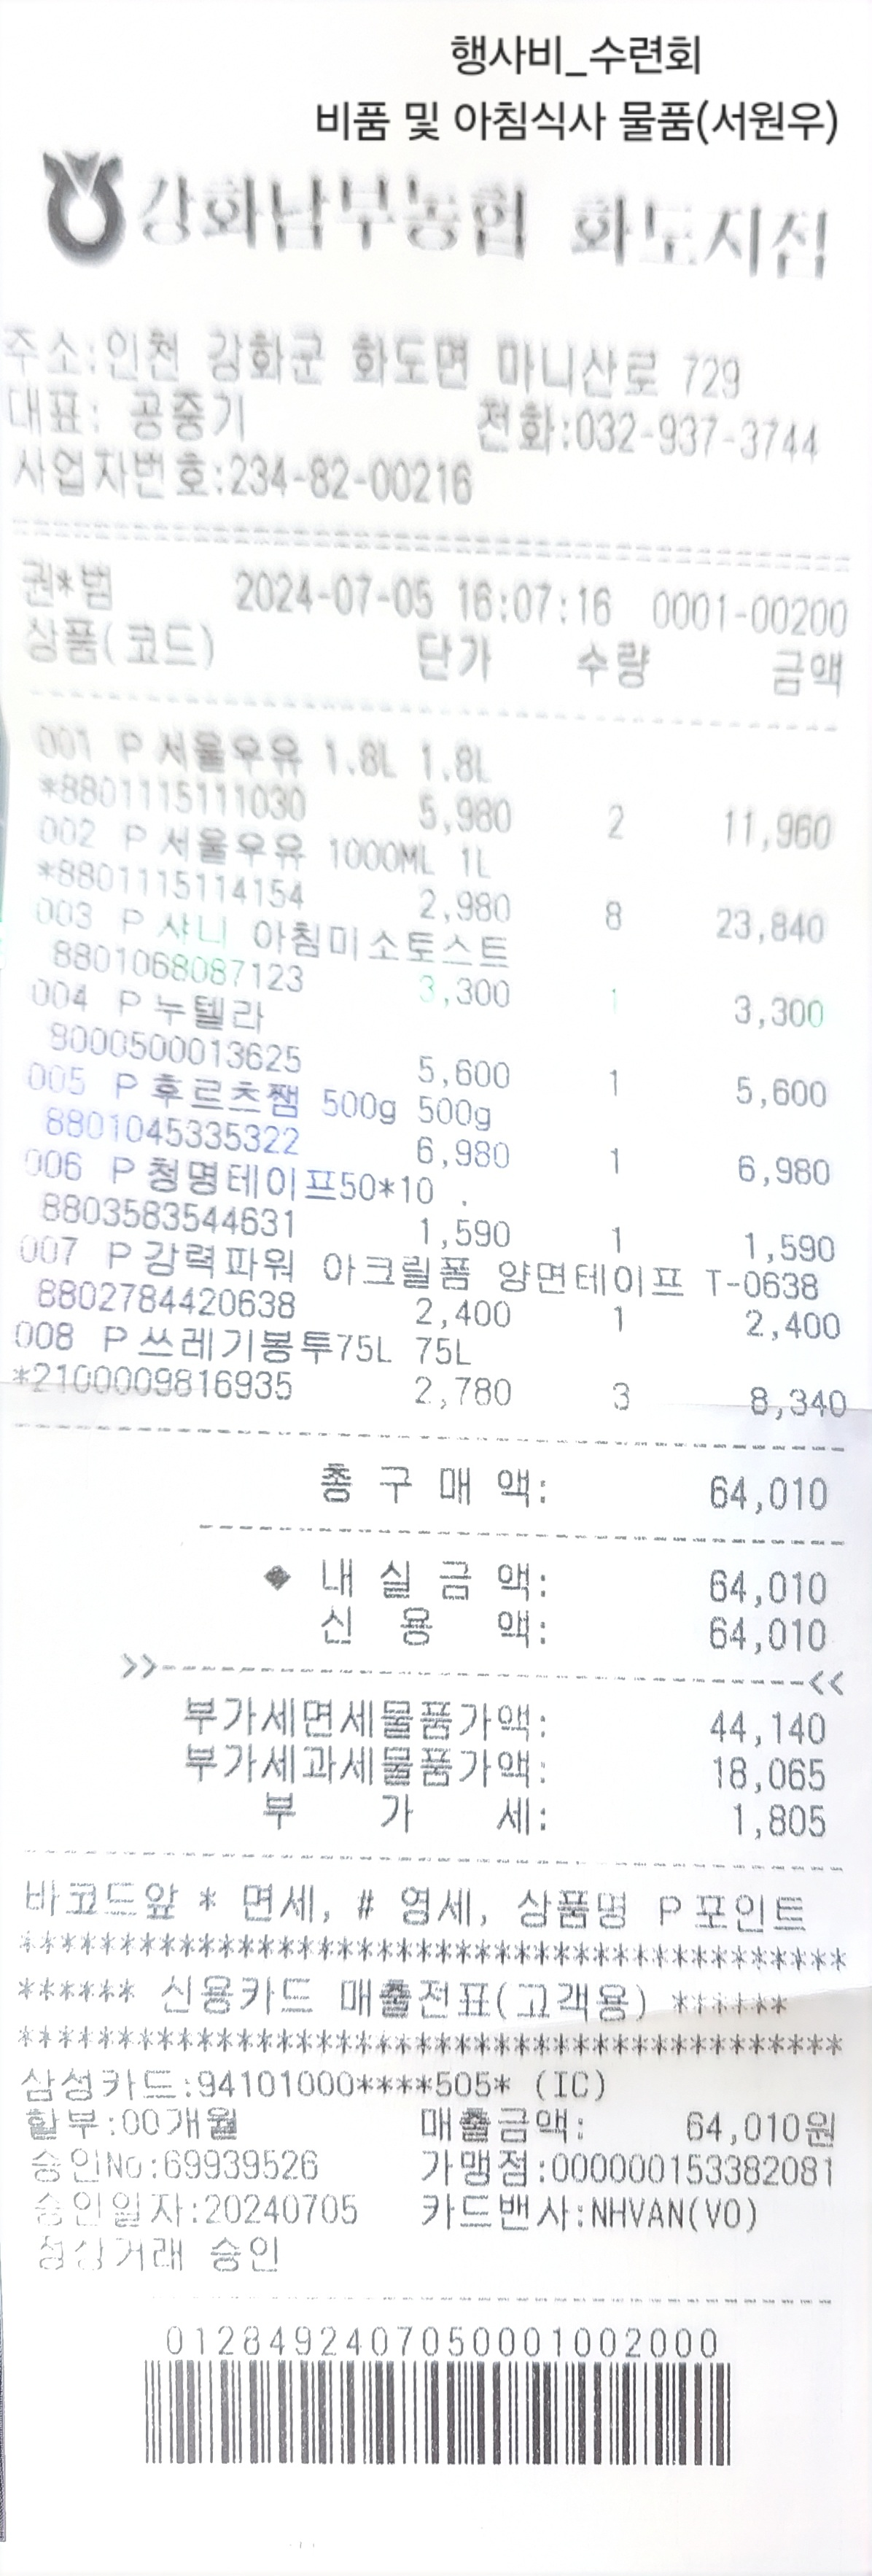 행사비_수련회
비품 및 아침식사 물품(서원우)
강화남부농협 화도지점
주소:인천 강화군 화도면 마니산로 729
대표: 공중기 전화:032-937-3744
사업자번호:234-82-00216
권*범 2024-07-05 16:07:16 0001-00200
상품(코드) 단가 수량 금액
001 P 서울우유 1.8L 1.8L
*8801115111030 5,980 2 11,960
002 P 서울우유 1000ML 1L
*8801115114154 2,980 8 23,840
003 P 샤니 아침미소토스트
8801068087123 3,300 1 3,300
004 P 누텔라
8000500013625 5,600 1 5,600
005 P 후르츠쨈 500g 500g
8801045335322 6,980 1 6,980
006 P 청명테이프50*10 .
8803583544631 1,590 1 1,590
007 P 강력파워 아크릴폼 양면테이프 T-0638
8802784420638 2,400 1 2,400
008 P 쓰레기봉투75L 75L
*2100009816935 2,780 3 8,340
총 구 매 액: 64,010
◆ 내 실 금 액: 64,010
신 용 액: 64,010
>>--------------------------------<<
부가세면세물품가액: 44,140
부가세과세물품가액: 18,065
부 가 세: 1,805
바코드앞 * 면세, # 영세, 상품명 P 포인트
******************************************
****** 신용카드 매출전표(고객용) ******
******************************************
삼성카드:94101000****505* (IC)
할부:00개월 매출금액: 64,010원
승인No:69939526 가맹점:000000153382081
승인일자:20240705 카드밴사:NHVAN(VO)
정상거래 승인
0128492407050001002000